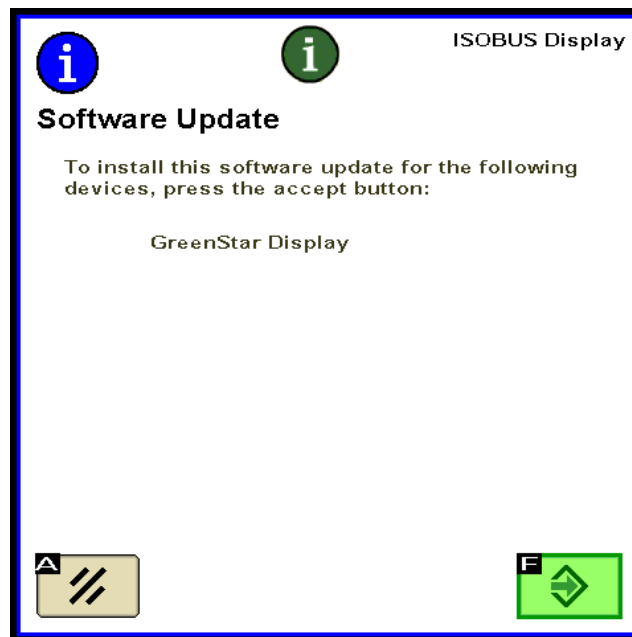 ISOBUS Display
Software Update
To install this software update for the following
devices, press the accept button:
GreenStar Display
A
F